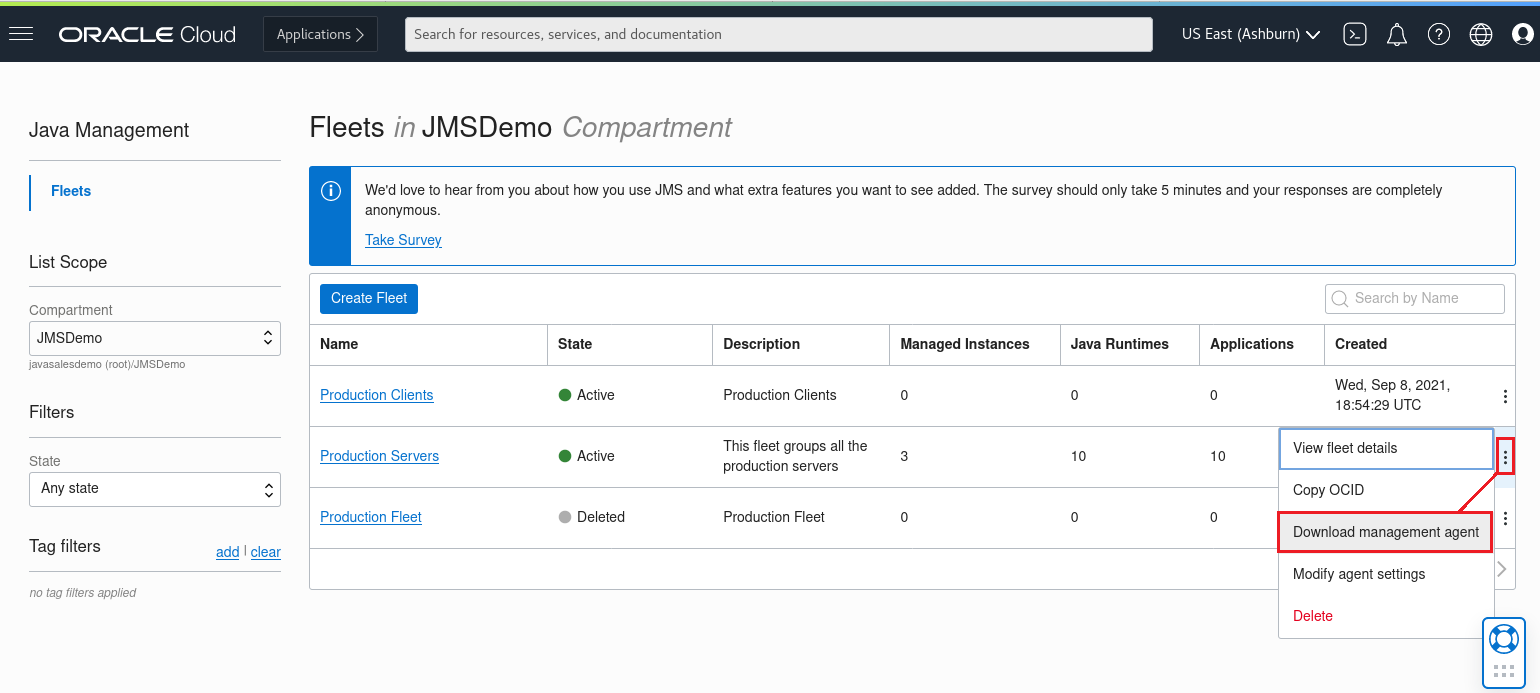 ORACLE Cloud
Applications
Search for resources, services, and documentation
US East (Ashburn)
Java Management
Fleets
List Scope
Compartment
JMSDemo
javasalesdemo (root)/JMSDemo
Filters
State
Any state
Tag filters
add | clear
no tag filters applied
Fleets in JMSDemo Compartment
We'd love to hear from you about how you use JMS and what extra features you want to see added. The survey should only take 5 minutes and your responses are completely
anonymous.
Take Survey
Create Fleet
Search by Name
Name State Description Managed Instances Java Runtimes Applications Created
Production Clients Active Production Clients 0 0 0 Wed, Sep 8, 2021,
18:54:29 UTC
Production Servers Active This fleet groups all the
production servers 3 10 10
Production Fleet Deleted Production Fleet 0 0 0
View fleet details
Copy OCID
Download management agent
Modify agent settings
Delete